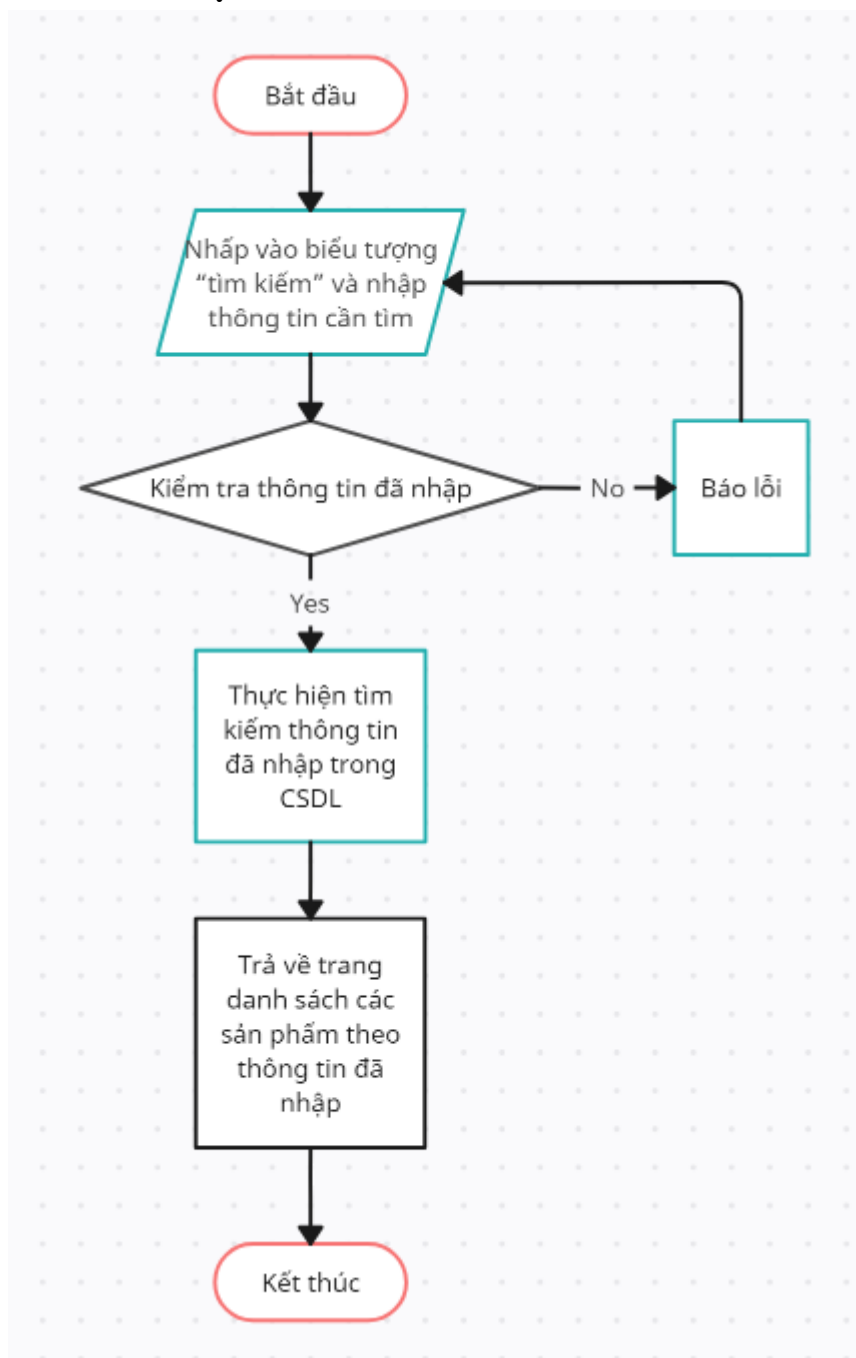 Bắt đầu
Nhấp vào biểu tượng
“tìm kiếm” và nhập
thông tin cần tìm
Kiểm tra thông tin đã nhập
No
Báo lỗi
Yes
Thực hiện tìm
kiếm thông tin
đã nhập trong
CSDL
Trả về trang
danh sách các
sản phẩm theo
thông tin đã
nhập
Kết thúc